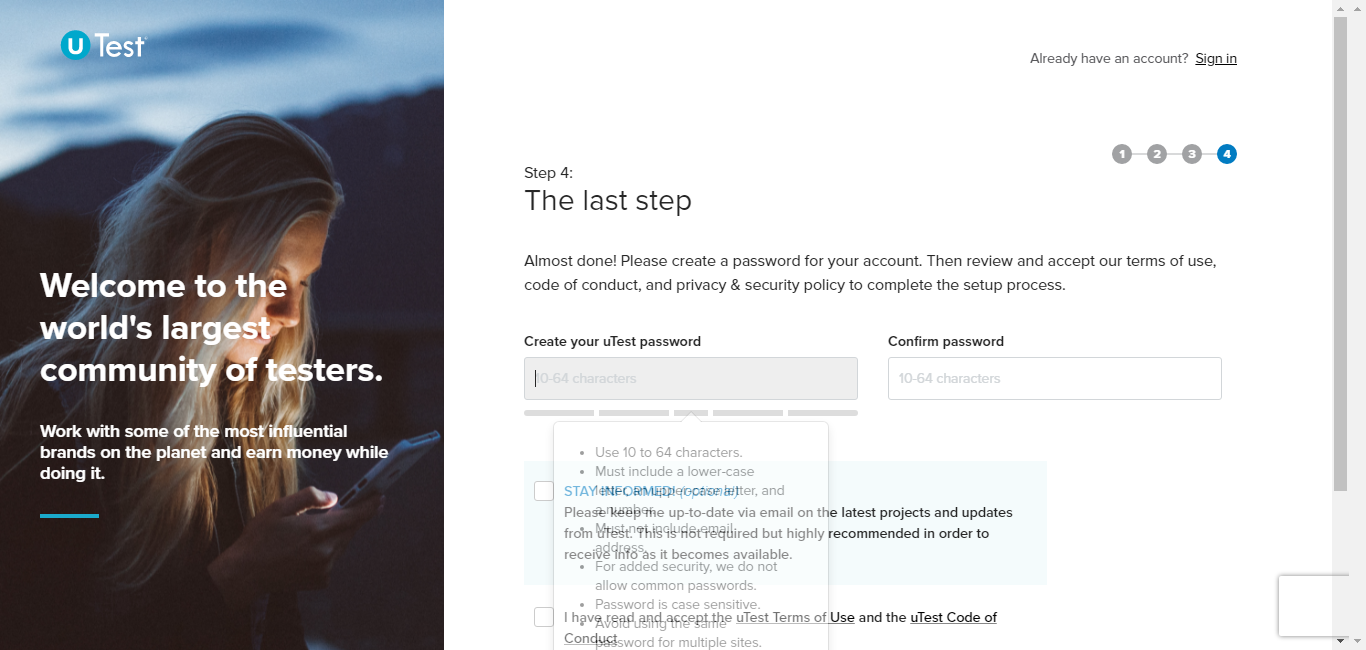 uTest
Already have an account? Sign in
1 2 3 4
Step 4:
The last step
Almost done! Please create a password for your account. Then review and accept our terms of use,
code of conduct, and privacy & security policy to complete the setup process.
Welcome to the
world's largest
community of testers.
Work with some of the most influential
brands on the planet and earn money while
doing it.
Create your uTest password
10-64 characters
Confirm password
10-64 characters
Use 10 to 64 characters.
Must include a lower-case
letter, an upper-case letter, and
a number.
Must not include email
address.
For added security, we do not
allow common passwords.
Password is case sensitive.
Avoid using the same
password for multiple sites.
STAY INFORMED! (optional)
Please keep me up-to-date via email on the latest projects and updates
from uTest. This is not required but highly recommended in order to
receive info as it becomes available.
I have read and accept the uTest Terms of Use and the uTest Code of
Conduct